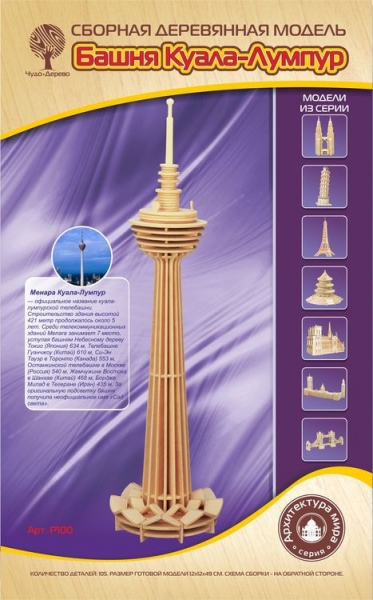 СБОРНАЯ ДЕРЕВЯННАЯ МОДЕЛЬ
Башня Куала-Лумпур
Чудо-Дерево
МОДЕЛИ
ИЗ СЕРИИ
Менара Куала-Лумпур
— официальное название куала-
лумпурской телебашни.
Строительство здания высотой
421 метр продолжалось около 5
лет. Среди телекоммуникационных
зданий Менара занимает 7 место,
уступая башням Небесному дереву
Токио (Япония) 634 м, Телебашне
Гуанчжоу (Китай) 610 м, Си-Эн
Тауэр в Торонто (Канада) 553 м,
Останкинской телебашне в Москве
(Россия) 540 м, Жемчужине Востока
в Шанхае (Китай) 468 м, Бордже
Милад в Тегеране (Иран) 435 м. За
оригинальную подсветку башня
получила неофициальное имя «Сад
света».
Арт. P100
Архитектура мира
серия
КОЛИЧЕСТВО ДЕТАЛЕЙ: 105. РАЗМЕР ГОТОВОЙ МОДЕЛИ 12Х12Х49 СМ. СХЕМА СБОРКИ - НА ОБРАТНОЙ СТОРОНЕ.